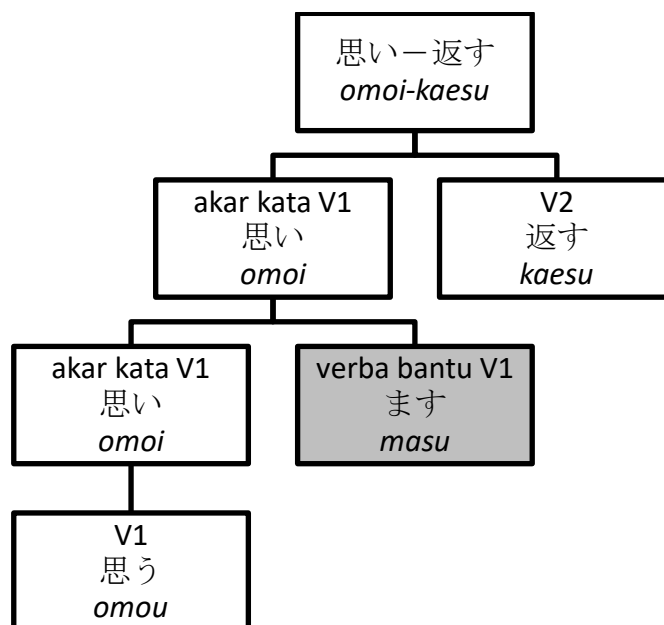 思い－返す
omoi-kaesu
akar kata V1
思い
omoi
V2
返す
kaesu
akar kata V1
思い
omoi
verba bantu V1
ます
masu
V1
思う
omou